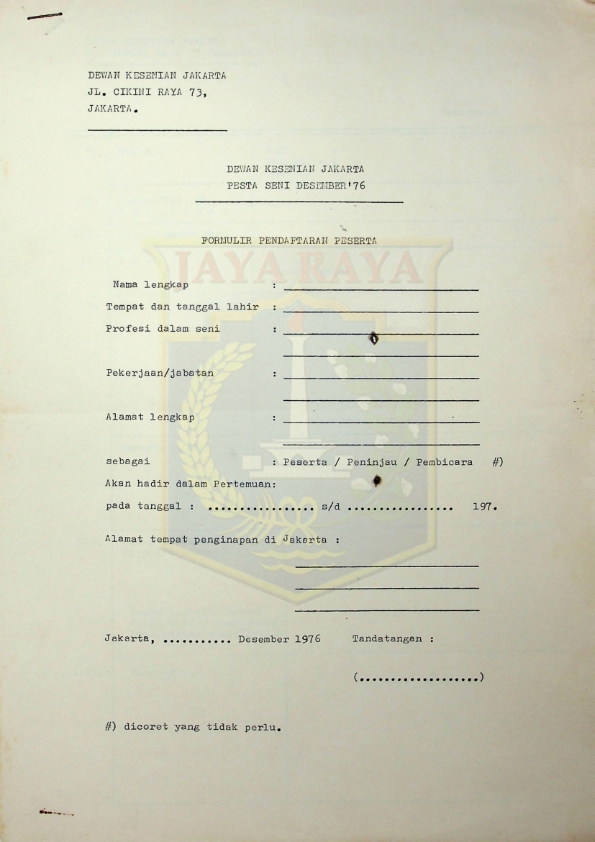 DEWAN KESENIAN JAKARTA
JL. CIKINI RAYA 73,
JAKARTA.
DEWAN KESENIAN JAKARTA
PESTA SENI DESEMBER'76
FORMULIR PENDAFTARAN PESERTA
JAYA RAYA
Nama lengkap :
Tempat dan tanggal lahir :
Profesi dalam seni :
Pekerjaan/jabatan :
Alamat lengkap :
sebagai : Peserta / Peninjau / Pembicara #)
Akan hadir dalam Pertemuan:
pada tanggal : ................. s/d ................. 197.
Alamat tempat penginapan di Jakarta :
Jakarta, ........... Desember 1976 Tandatangan :
(...................)
#) dicoret yang tidak perlu.